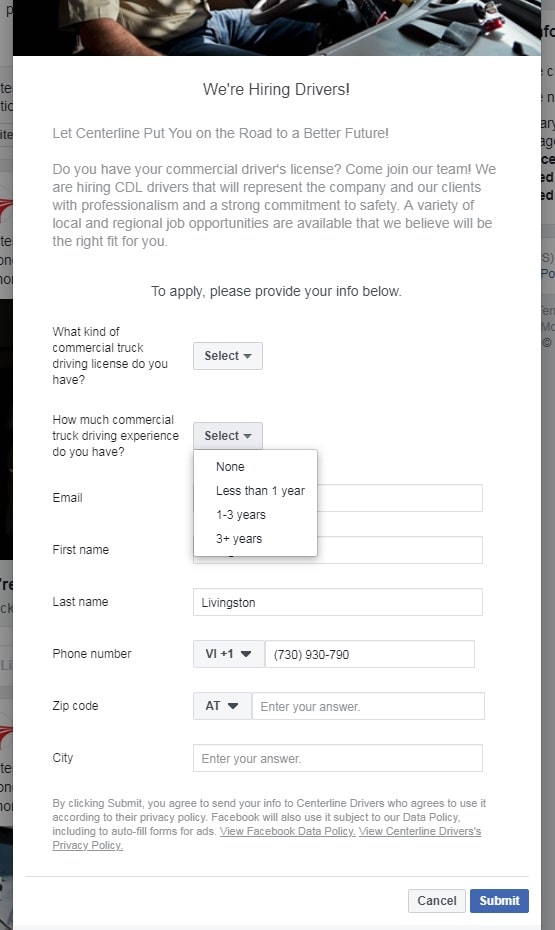 We're Hiring Drivers!
Let Centerline Put You on the Road to a Better Future!
Do you have your commercial driver's license? Come join our team! We
are hiring CDL drivers that will represent the company and our clients
with professionalism and a strong commitment to safety. A variety of
local and regional job opportunities are available that we believe will be
the right fit for you.
To apply, please provide your info below.
What kind of
commercial truck
driving license do you
have?
Select
How much commercial
truck driving experience
do you have?
Select
None
Less than 1 year
1-3 years
3+ years
Email
First name
Last name
Livingston
Phone number
VI +1
(730) 930-790
Zip code
AT
Enter your answer.
City
Enter your answer.
By clicking Submit, you agree to send your info to Centerline Drivers who agrees to use it
according to their privacy policy. Facebook will also use it subject to our Data Policy,
including to auto-fill forms for ads. View Facebook Data Policy. View Centerline Drivers's
Privacy Policy.
Cancel
Submit